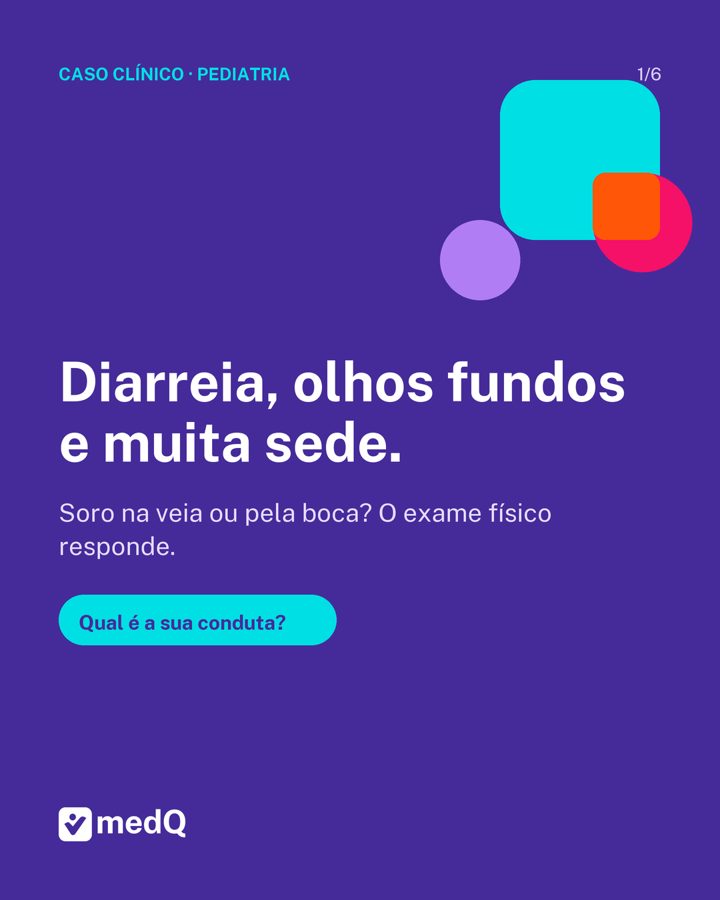 CASO CLÍNICO · PEDIATRIA
1/6
Diarreia, olhos fundos
e muita sede.
Soro na veia ou pela boca? O exame físico
responde.
Qual é a sua conduta?
medQ